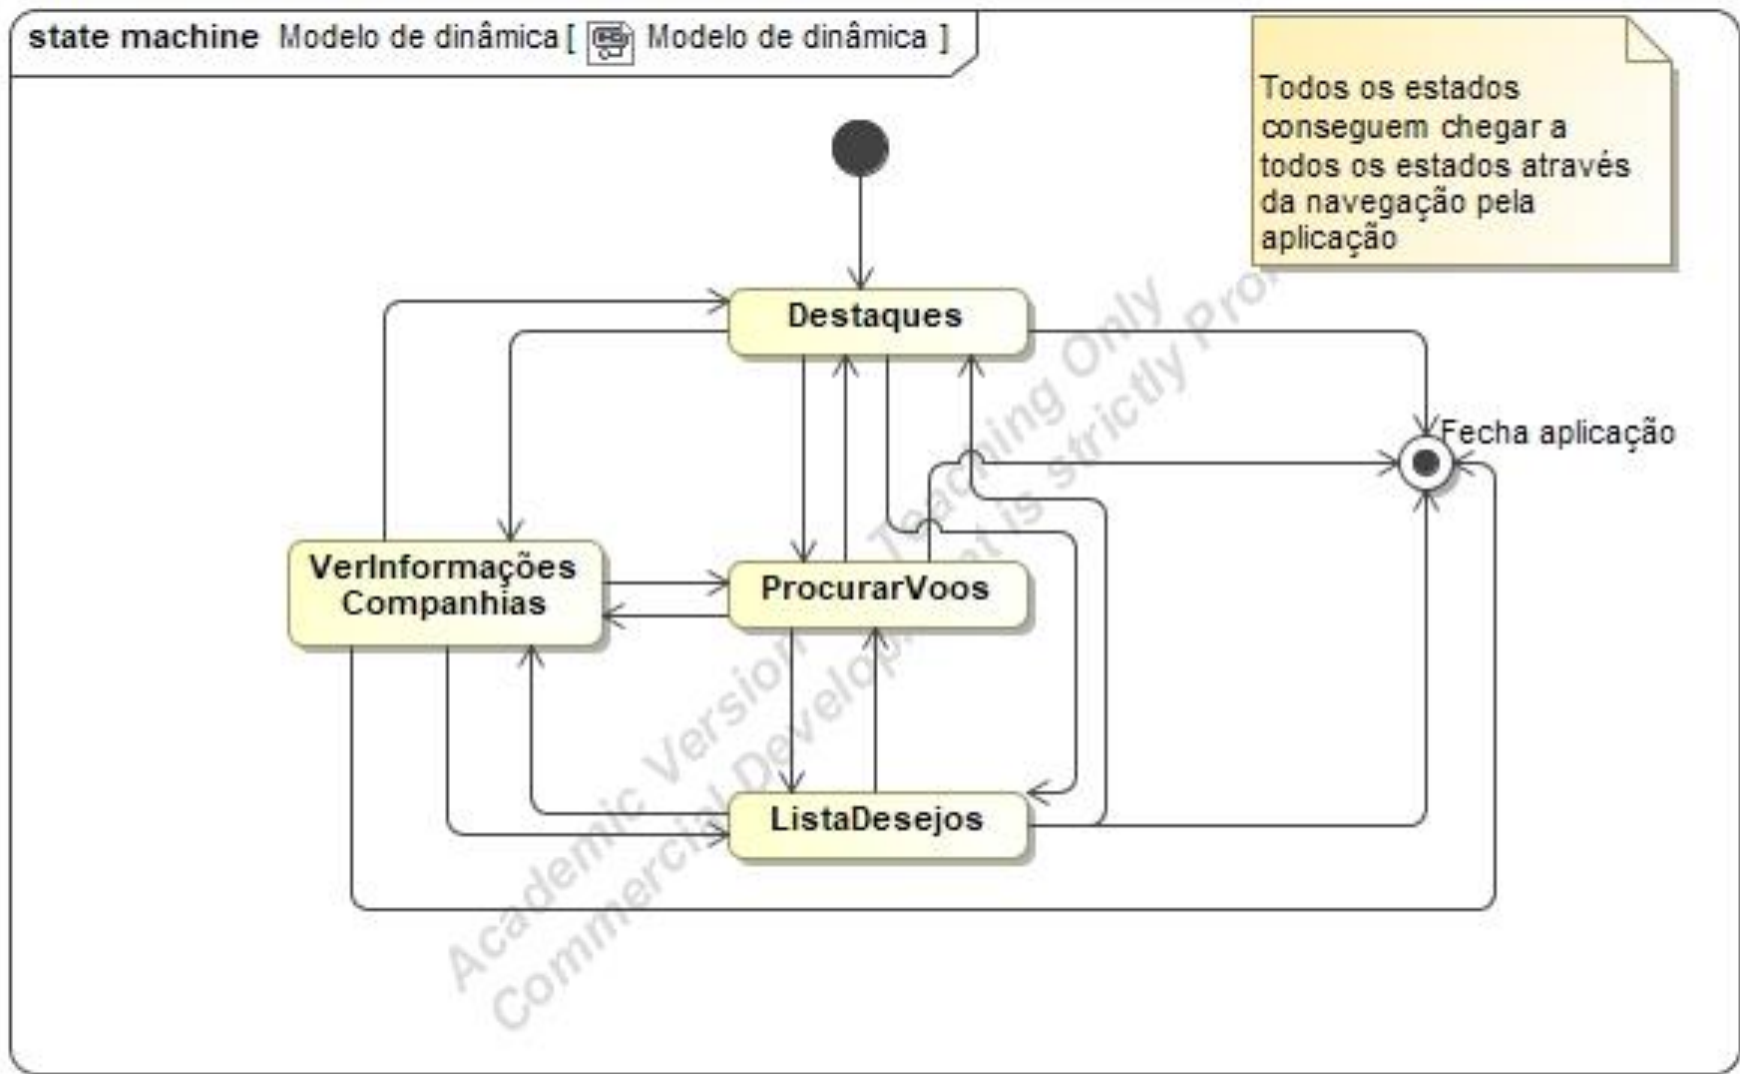 state machine Modelo de dinâmica [ Modelo de dinâmica ]
Todos os estados
conseguem chegar a
todos os estados através
da navegação pela
aplicação
Destaques
Fecha aplicação
VerInformações
Companhias
ProcurarVoos
ListaDesejos
Academic Version Teaching Only
Commercial Development is strictly